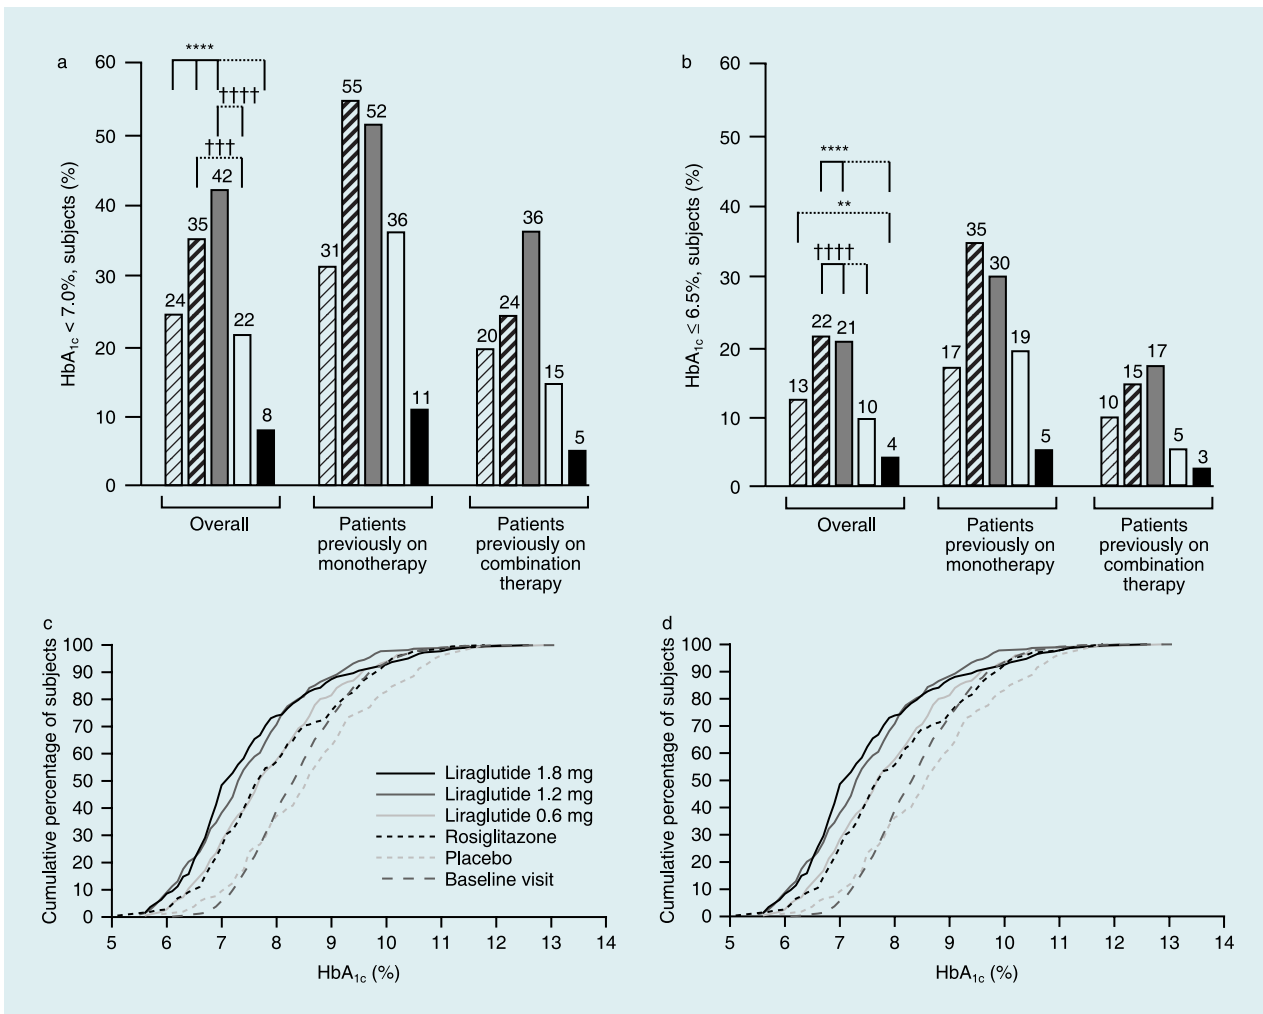 a
HbA1c < 7.0%, subjects (%)
60
50
40
30
20
10
0
****
††††
†††
24
35
42
22
8
31
55
52
36
11
20
24
36
15
5
Overall
Patients
previously on
monotherapy
Patients
previously on
combination
therapy
b
HbA1c ≤ 6.5%, subjects (%)
60
50
40
30
20
10
0
****
**
††††
13
22
21
10
4
17
35
30
19
5
10
15
17
5
3
Overall
Patients
previously on
monotherapy
Patients
previously on
combination
therapy
c
Cumulative percentage of subjects
100
90
80
70
60
50
40
30
20
10
0
Liraglutide 1.8 mg
Liraglutide 1.2 mg
Liraglutide 0.6 mg
Rosiglitazone
Placebo
Baseline visit
5 6 7 8 9 10 11 12 13 14
HbA1c (%)
d
Cumulative percentage of subjects
100
90
80
70
60
50
40
30
20
10
0
5 6 7 8 9 10 11 12 13 14
HbA1c (%)